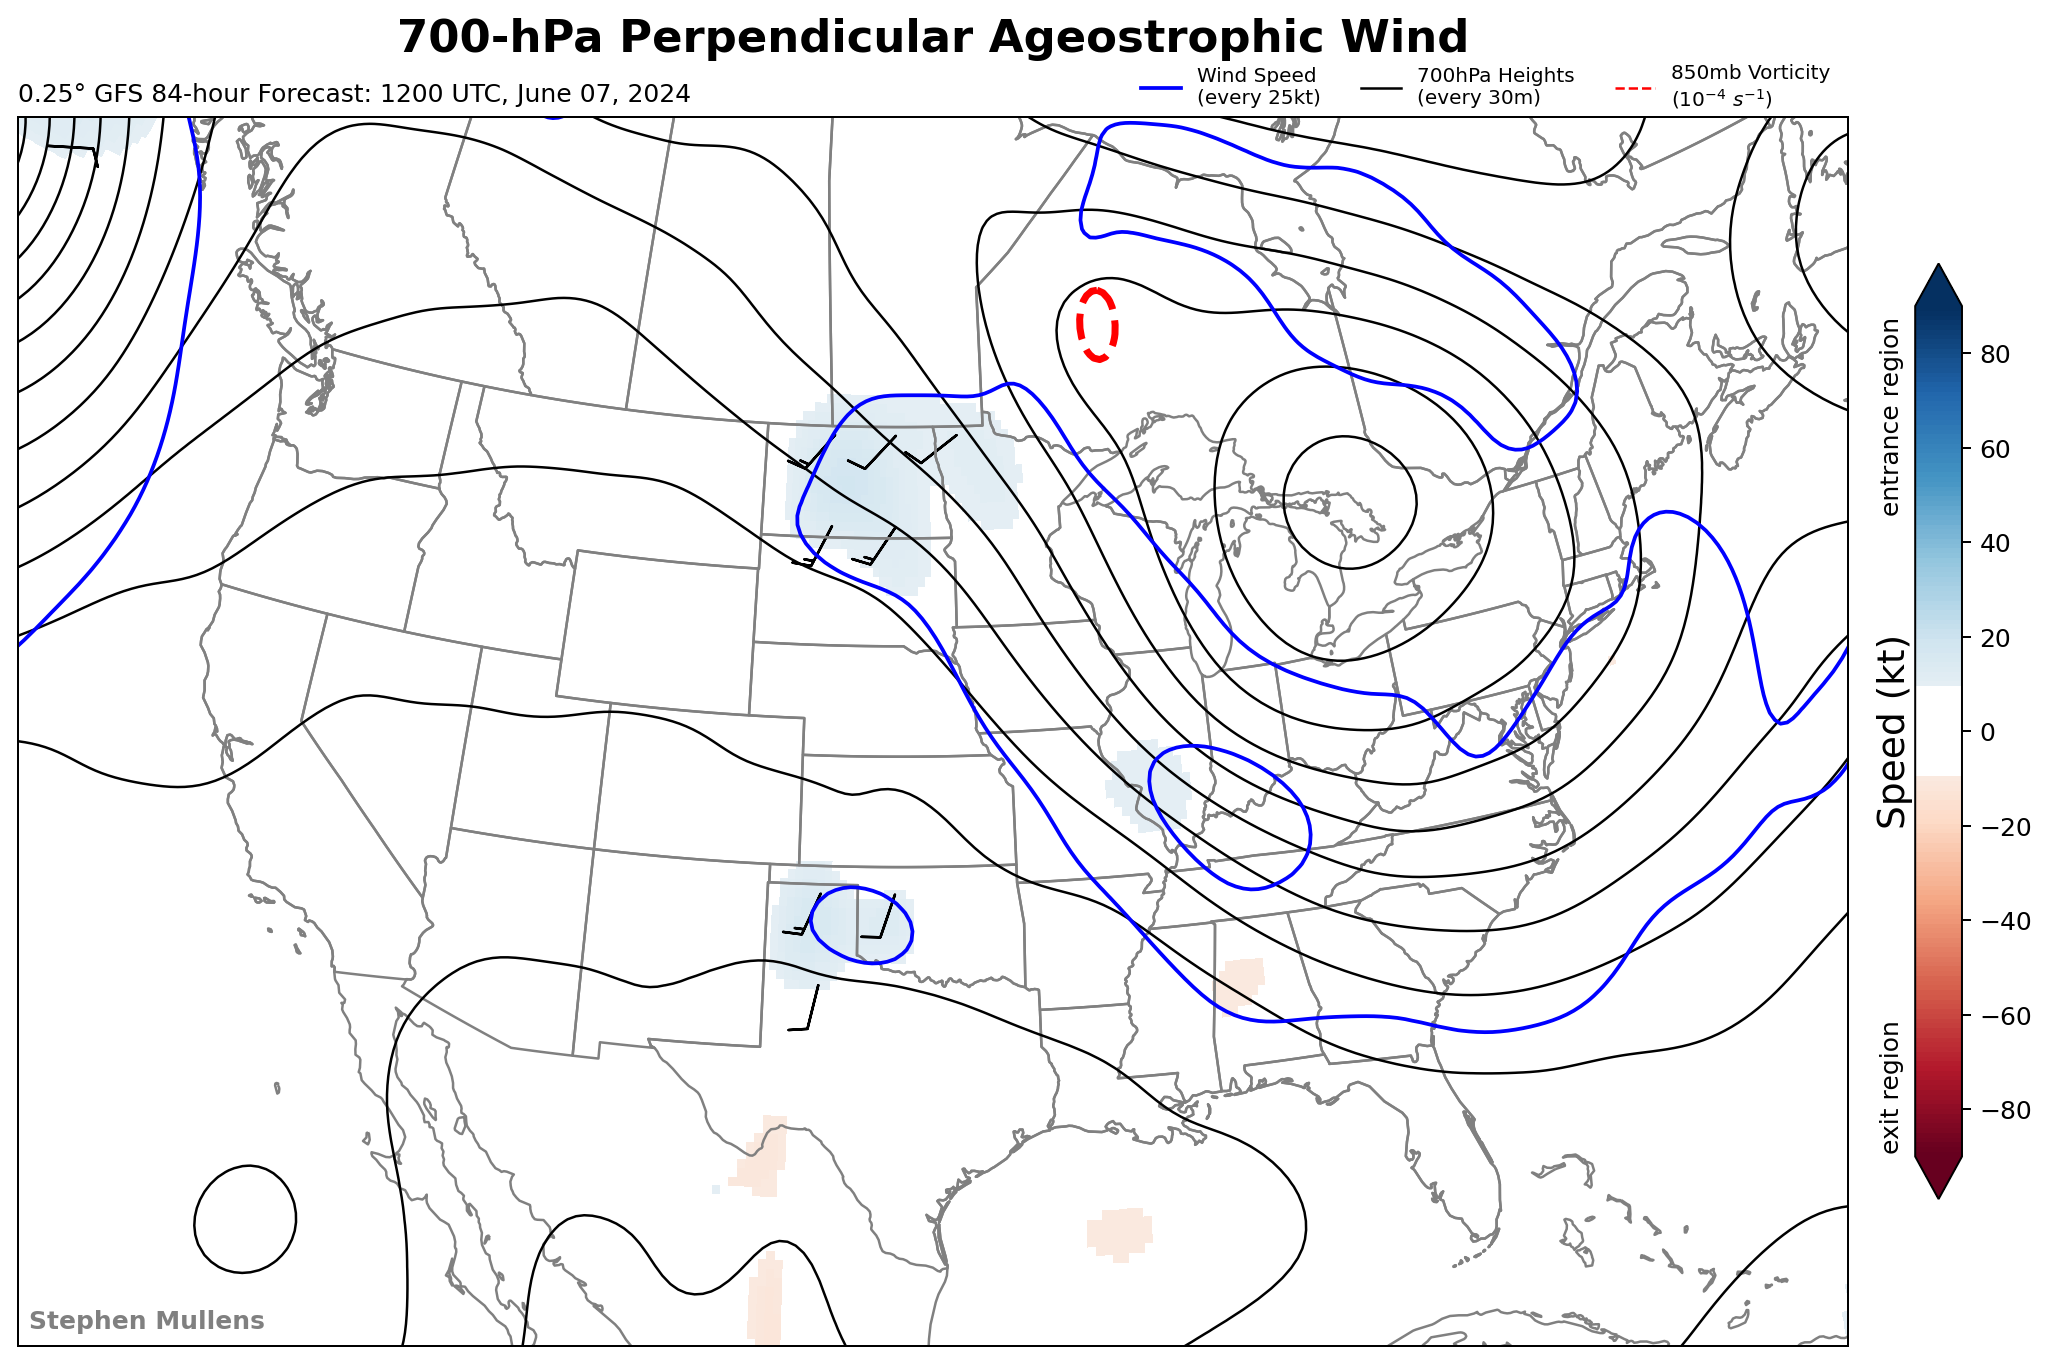 700-hPa Perpendicular Ageostrophic Wind
0.25° GFS 84-hour Forecast: 1200 UTC, June 07, 2024
Wind Speed
(every 25kt)
700hPa Heights
(every 30m)
850mb Vorticity
(10⁻⁴ s⁻¹)
entrance region
Speed (kt)
exit region
80
60
40
20
0
−20
−40
−60
−80
Stephen Mullens